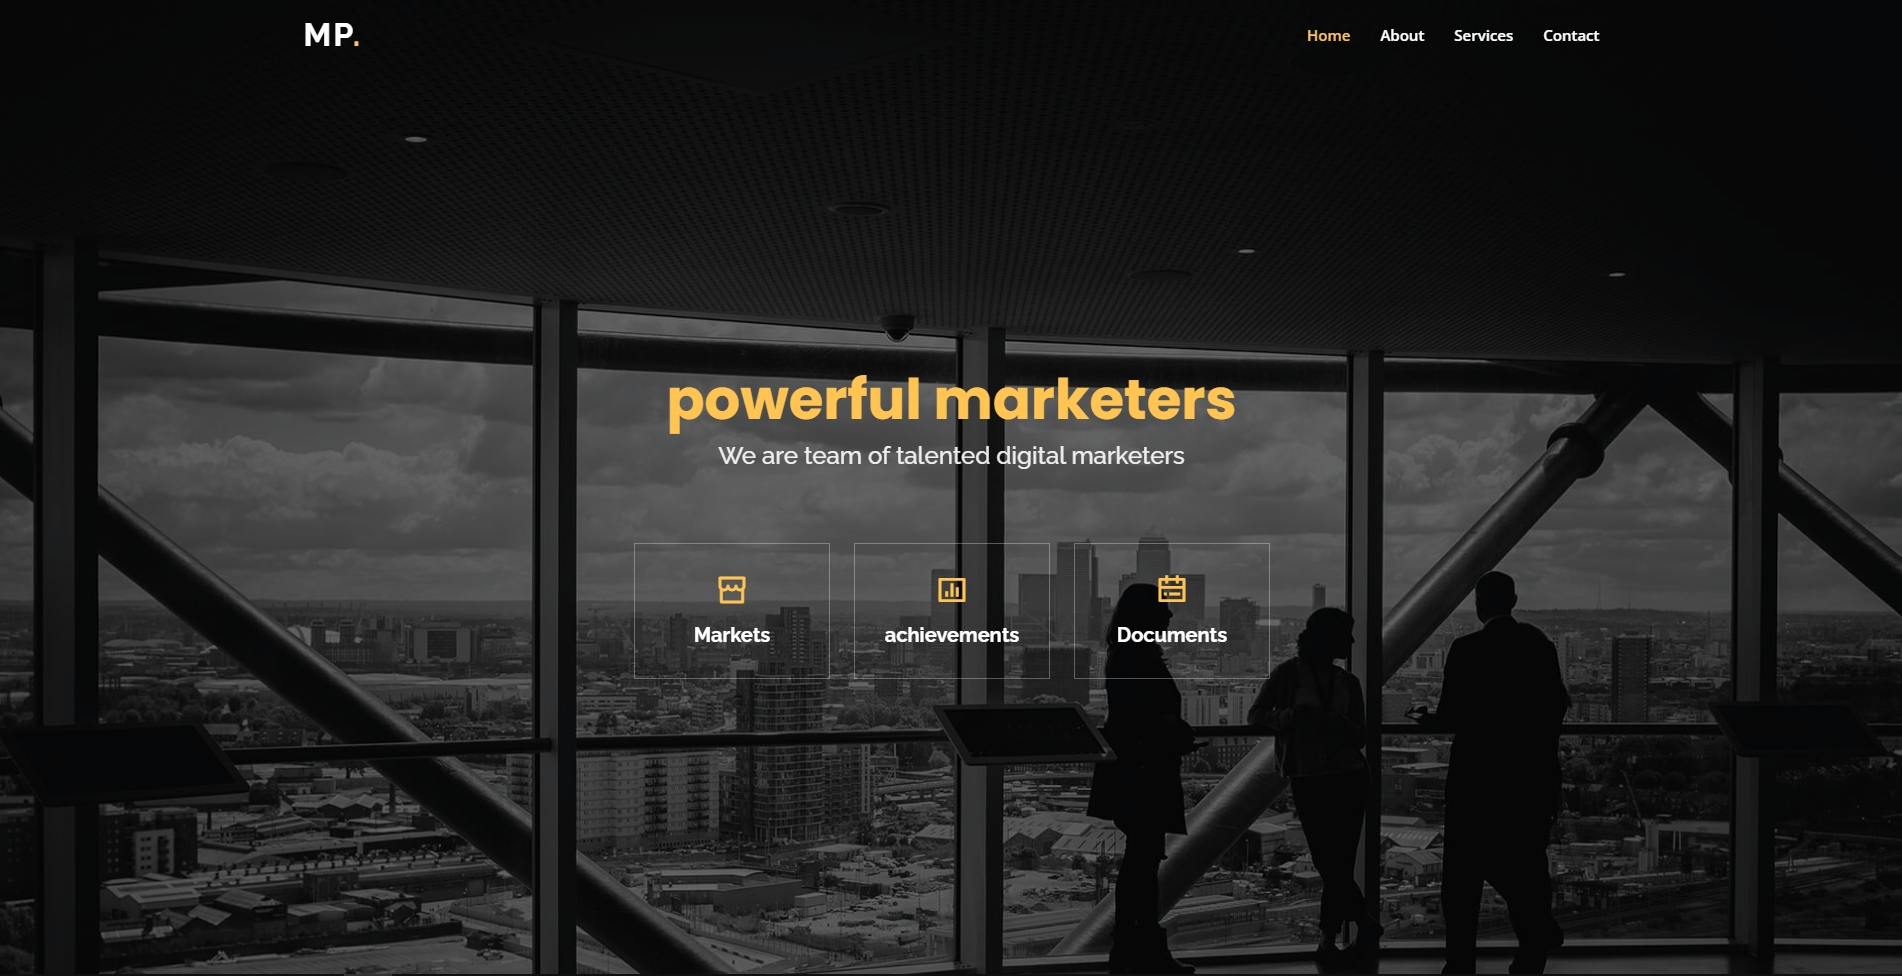 MP.
Home About Services Contact
powerful marketers
We are team of talented digital marketers
Markets
achievements
Documents